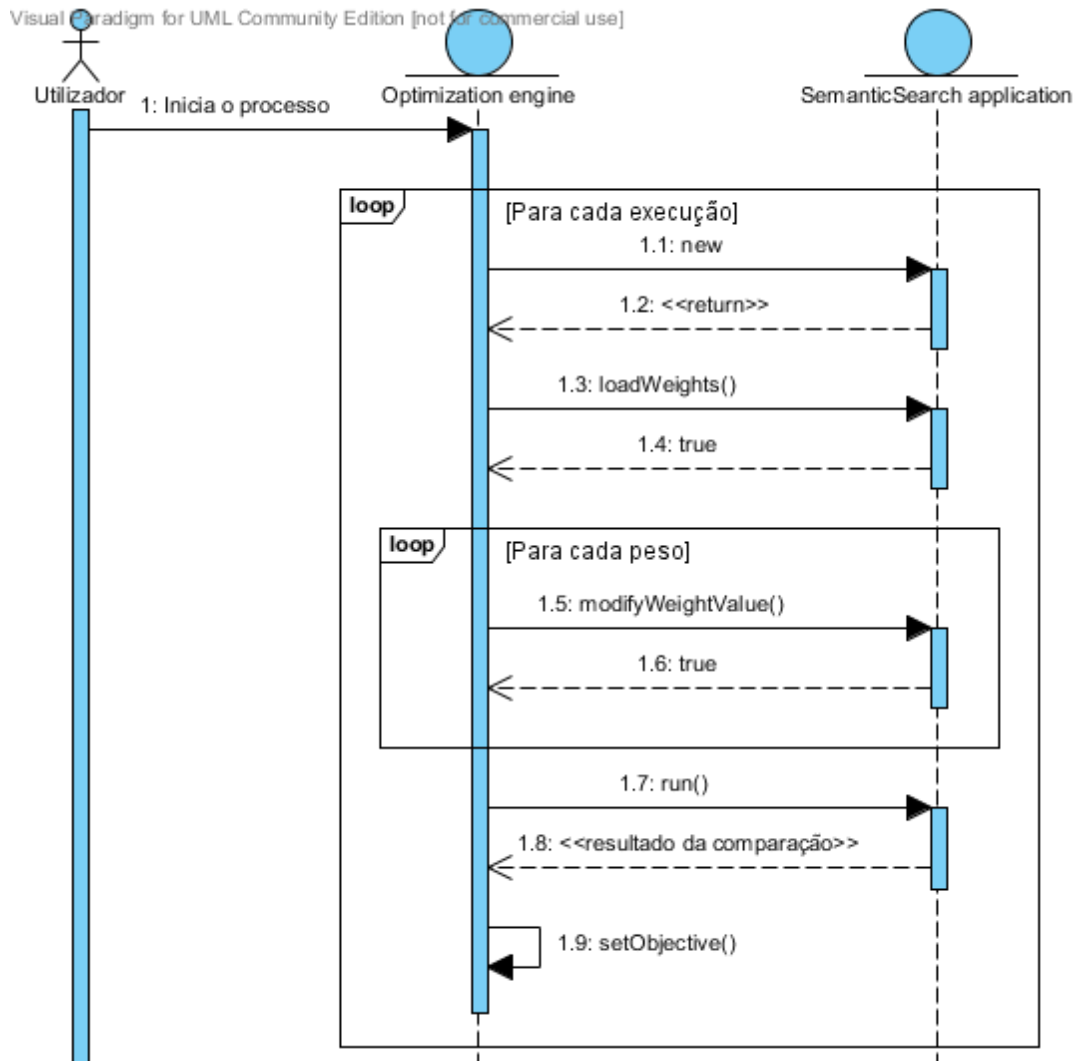 Visual Paradigm for UML Community Edition [not for commercial use]
Utilizador
Optimization engine
SemanticSearch application
1: Inicia o processo
loop
[Para cada execução]
1.1: new
1.2: <<return>>
1.3: loadWeights()
1.4: true
loop
[Para cada peso]
1.5: modifyWeightValue()
1.6: true
1.7: run()
1.8: <<resultado da comparação>>
1.9: setObjective()